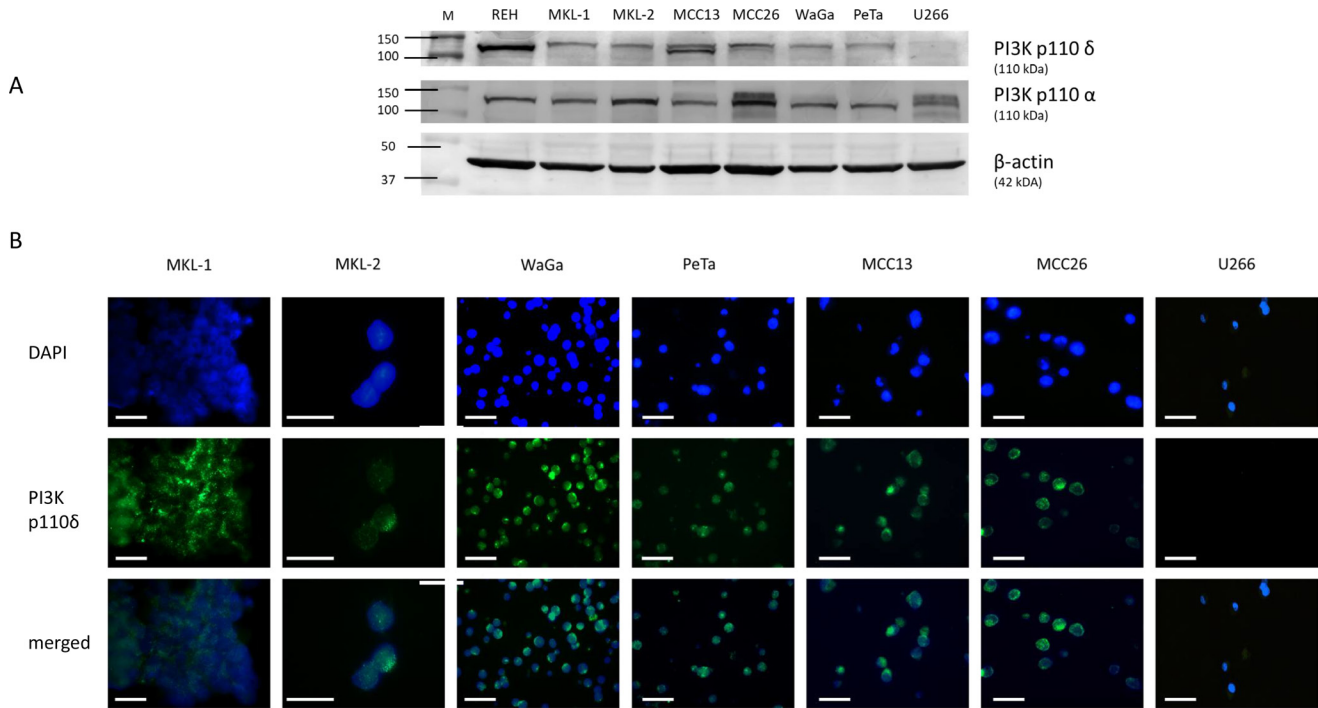 M REH MKL-1 MKL-2 MCC13 MCC26 WaGa PeTa U266
A
150
100
PI3K p110 δ
(110 kDa)
150
100
PI3K p110 α
(110 kDa)
50
37
β-actin
(42 kDA)
B
MKL-1 MKL-2 WaGa PeTa MCC13 MCC26 U266
DAPI
PI3K
p110δ
merged